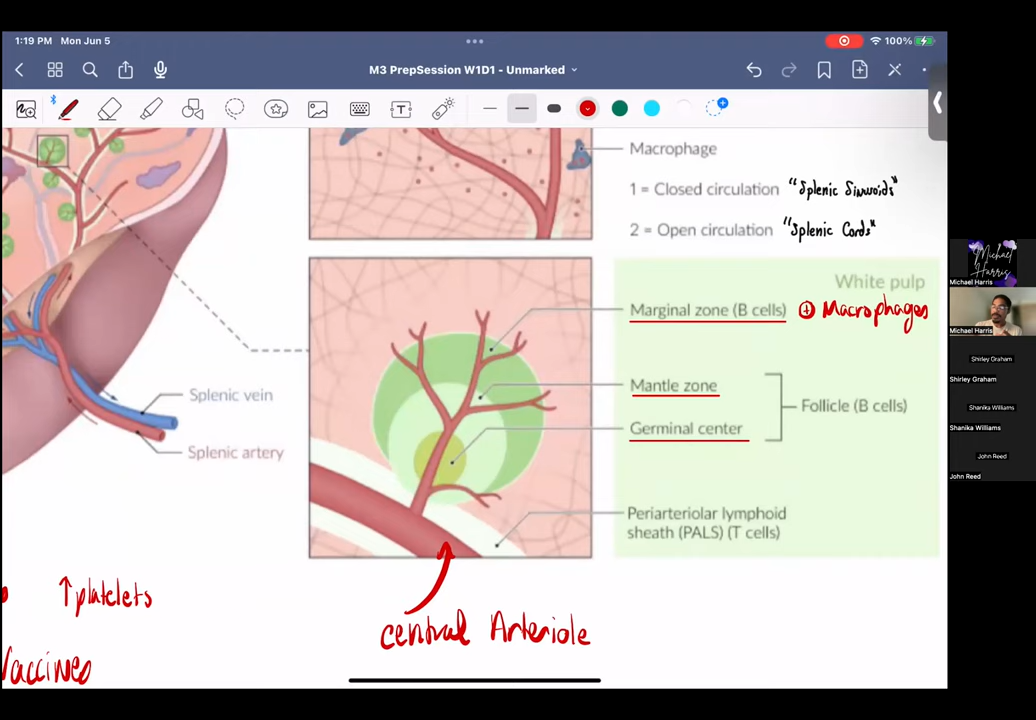 1:19 PM Mon Jun 5
100%
M3 PrepSession W1D1 - Unmarked
Macrophage
1 = Closed circulation "Splenic Sinusoids"
2 = Open circulation "Splenic Cords"
White pulp
Marginal zone (B cells) + Macrophages
Mantle zone
Germinal center
Follicle (B cells)
Periarteriolar lymphoid
sheath (PALS) (T cells)
Splenic vein
Splenic artery
↑platelets
Vaccines
central Arteriole
Michael
Harris
Michael Harris
Michael Harris
Shirley Graham
Shirley Graham
Shanika Williams
Shanika Williams
John Reed
John Reed